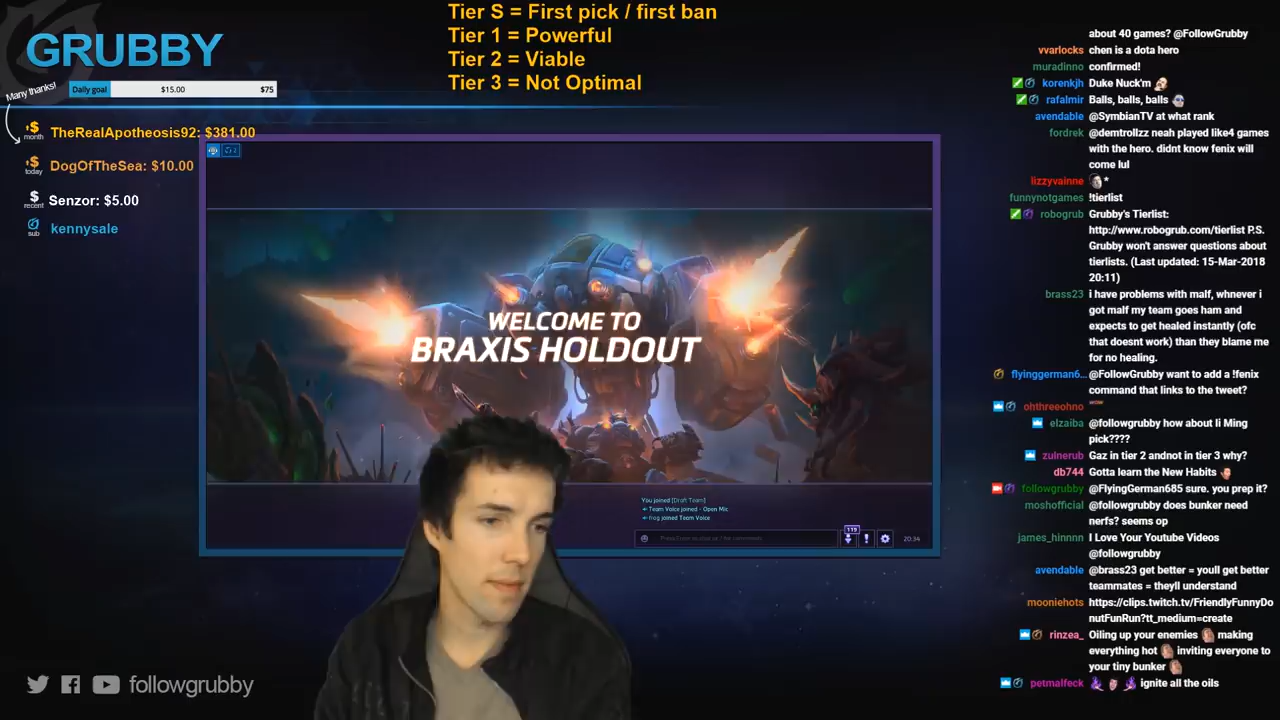 Tier S = First pick / first ban
Tier 1 = Powerful
Tier 2 = Viable
Tier 3 = Not Optimal
GRUBBY
Many thanks!
Daily goal
$15.00
$75
$
month
TheRealApotheosis92: $381.00
$
today
DogOfTheSea: $10.00
$
recent
Senzor: $5.00
sub
kennysale
WELCOME TO
BRAXIS HOLDOUT
You joined [Draft Team]
Team Voice joined - Open Mic
frog joined Team Voice
119
20:34
followgrubby
about 40 games? @FollowGrubby
vvarlocks chen is a dota hero
muradinno confirmed!
korenkjh Duke Nuck'm
rafalmir Balls, balls, balls
avendable @SymbianTV at what rank
fordrek @demtrollzz neah played like4 games
with the hero. didnt know fenix will
come lul
lizzyvainne *
funnynotgames !tierlist
robogrub Grubby's Tierlist:
http://www.robogrub.com/tierlist P.S.
Grubby won't answer questions about
tierlists. (Last updated: 15-Mar-2018
20:11)
brass23 i have problems with malf, whnever i
got malf my team goes ham and
expects to get healed instantly (ofc
that doesnt work) than they blame me
for no healing.
flyinggerman6... @FollowGrubby want to add a !fenix
command that links to the tweet?
ohthreeohno
elzaiba @followgrubby how about li Ming
pick????
zulnerub Gaz in tier 2 andnot in tier 3 why?
db744 Gotta learn the New Habits
followgrubby @FlyingGerman685 sure. you prep it?
moshofficial @followgrubby does bunker need
nerfs? seems op
james_hinnnn I Love Your Youtube Videos
@followgrubby
avendable @brass23 get better = youll get better
teammates = theyll understand
mooniehots https://clips.twitch.tv/FriendlyFunnyDo
nutFunRun?tt_medium=create
rinzea_ Oiling up your enemies making
everything hot inviting everyone to
your tiny bunker
petmalfeck ignite all the oils